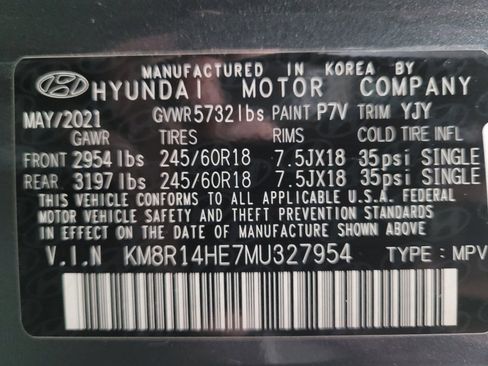 MANUFACTURED IN KOREA BY
HYUNDAI MOTOR COMPANY
MAY/2021 GVWR 5732 lbs PAINT P7V TRIM YJY
GAWR TIRES RIMS COLD TIRE INFL
FRONT 2954 lbs 245/60R18 7.5JX18 35psi SINGLE
REAR 3197 lbs 245/60R18 7.5JX18 35psi SINGLE
THIS VEHICLE CONFORMS TO ALL APPLICABLE U.S.A. FEDERAL
MOTOR VEHICLE SAFETY, BUMPER, AND THEFT PREVENTION STANDARDS
IN EFFECT ON THE DATE OF MANUFACTURE SHOWN ABOVE.
V.I.N KM8R14HE7MU327954 TYPE : MPV